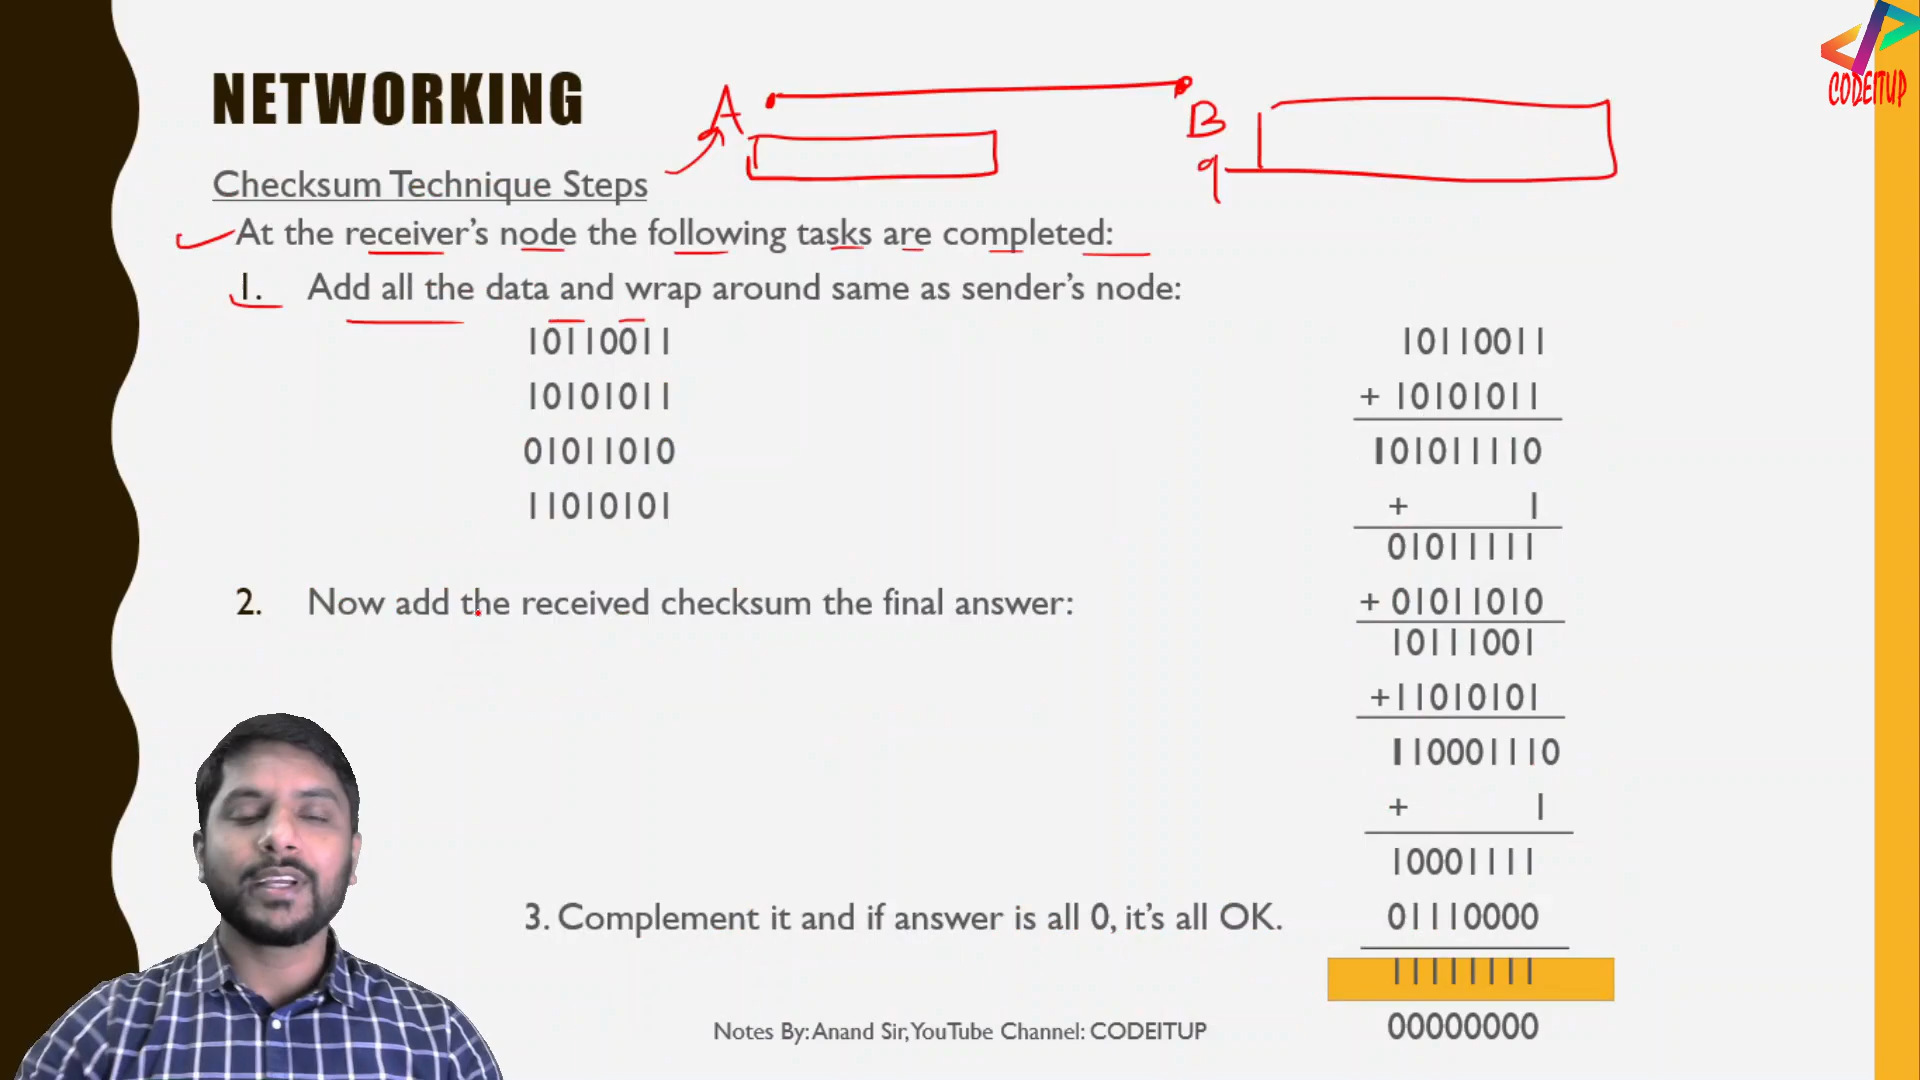 NETWORKING
A
B
9
CODEITUP
Checksum Technique Steps
At the receiver's node the following tasks are completed:
1. Add all the data and wrap around same as sender's node:
10110011
10101011
01011010
11010101
2. Now add the received checksum the final answer:
3. Complement it and if answer is all 0, it's all OK.
10110011
+ 10101011
101011110
+ 1
01011111
+ 01011010
10111001
+11010101
110001110
+ 1
10001111
01110000
11111111
00000000
Notes By: Anand Sir, YouTube Channel: CODEITUP